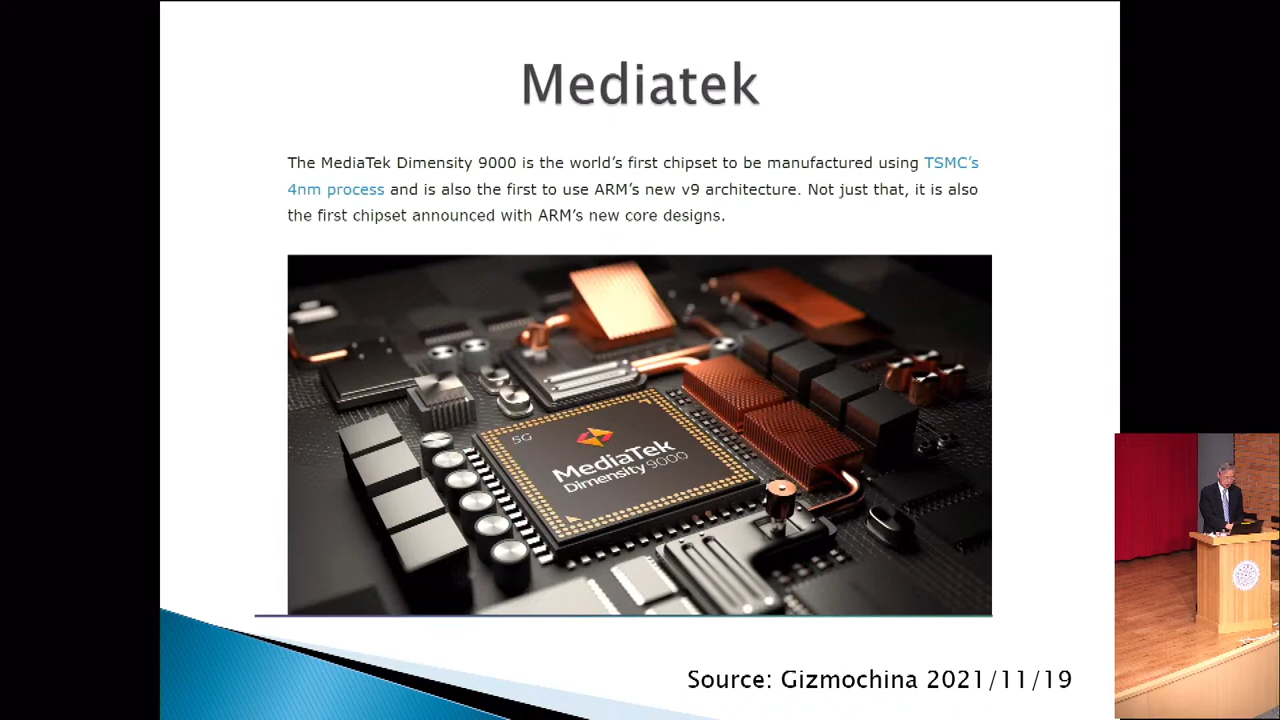 Mediatek
The MediaTek Dimensity 9000 is the world's first chipset to be manufactured using TSMC's
4nm process and is also the first to use ARM's new v9 architecture. Not just that, it is also
the first chipset announced with ARM's new core designs.
5G
MediaTek
Dimensity 9000
Source: Gizmochina 2021/11/19